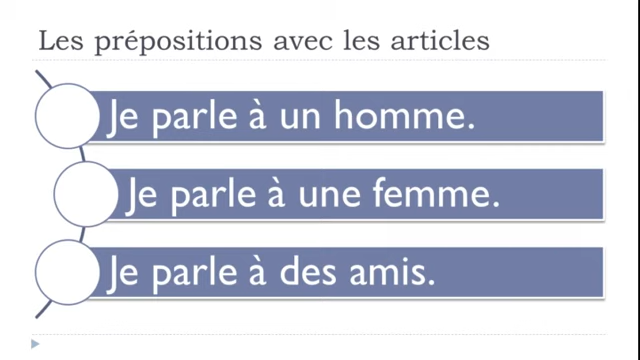 Les prépositions avec les articles
Je parle à un homme.
Je parle à une femme.
Je parle à des amis.